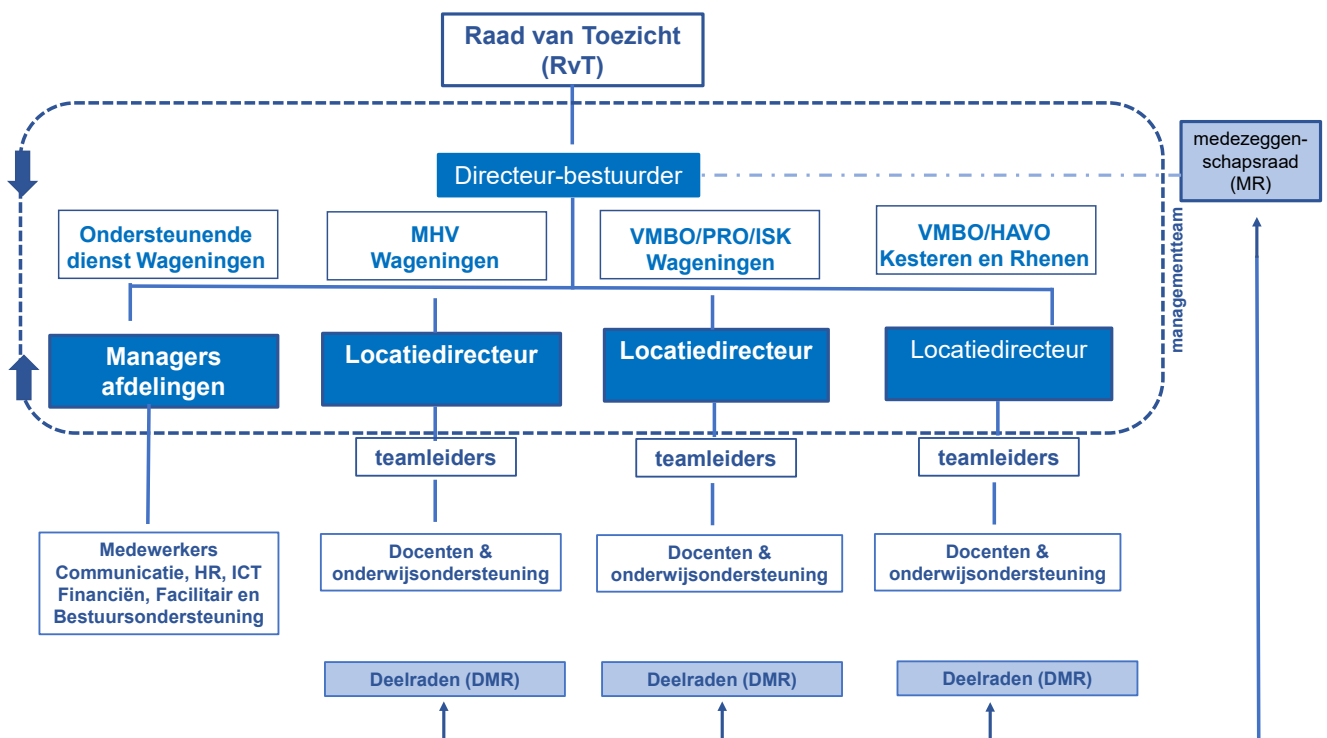 Raad van Toezicht
(RvT)
Directeur-bestuurder
medezeggen-
schapsraad
(MR)
managementteam
Ondersteunende
dienst Wageningen
MHV
Wageningen
VMBO/PRO/ISK
Wageningen
VMBO/HAVO
Kesteren en Rhenen
Managers
afdelingen
Locatiedirecteur
Locatiedirecteur
Locatiedirecteur
teamleiders
teamleiders
teamleiders
Medewerkers
Communicatie, HR, ICT
Financiën, Facilitair en
Bestuursondersteuning
Docenten &
onderwijsondersteuning
Docenten &
onderwijsondersteuning
Docenten &
onderwijsondersteuning
Deelraden (DMR)
Deelraden (DMR)
Deelraden (DMR)